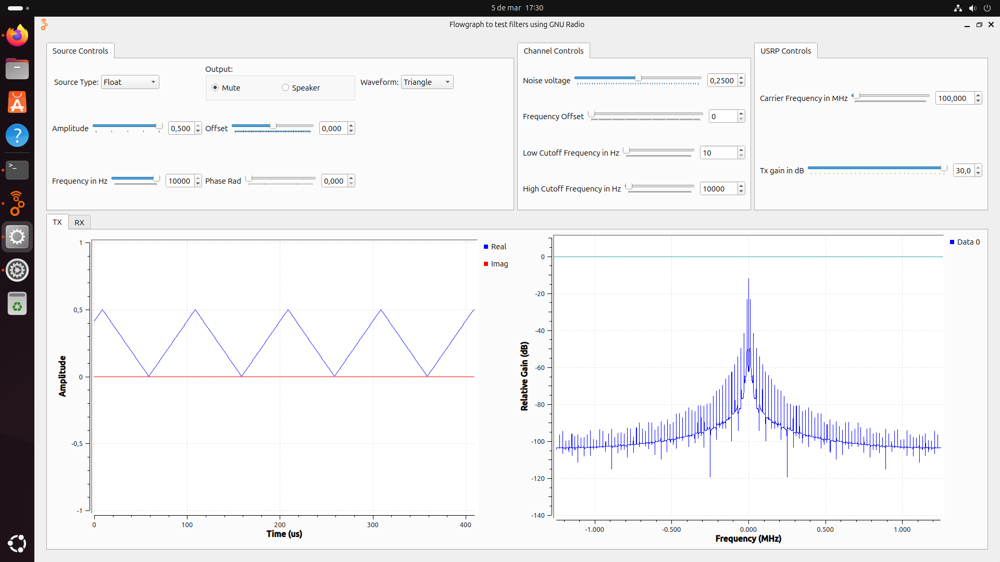 5 de mar 17:30
Flowgraph to test filters using GNU Radio
Source Controls
Source Type: Float
Output:
Mute
Speaker
Waveform: Triangle
Amplitude 0,500
Offset 0,000
Frequency in Hz 10000
Phase Rad 0,000
Channel Controls
Noise voltage 0,2500
Frequency Offset 0
Low Cutoff Frequency in Hz 10
High Cutoff Frequency in Hz 10000
USRP Controls
Carrier Frequency in MHz 100,000
Tx gain in dB 30,0
TX RX
1
0,5
0
-0,5
-1
Amplitude
0 100 200 300 400
Time (us)
Real
Imag
0
-20
-40
-60
-80
-100
-120
-140
Relative Gain (dB)
-1.000 -0.500 0.000 0.500 1.000
Frequency (MHz)
Data 0